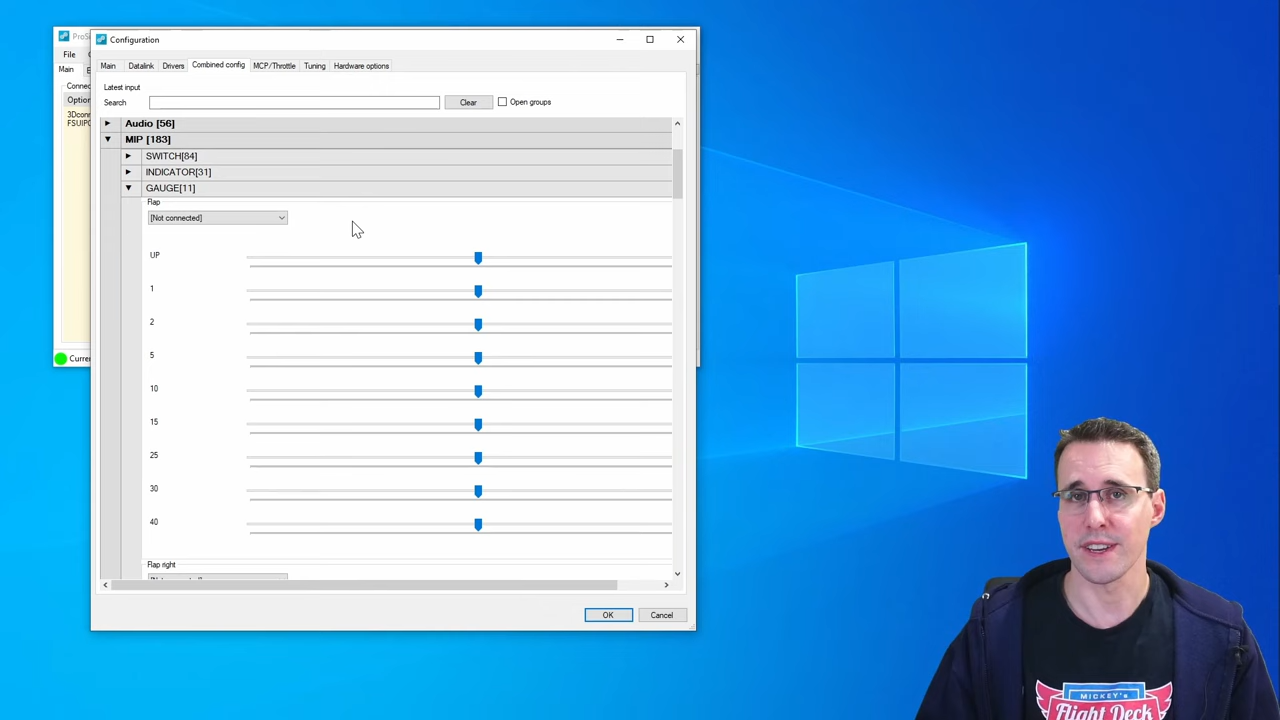 Configuration
File
Main
Main Datalink Drivers Combined config MCP/Throttle Tuning Hardware options
Latest input
Search Clear Open groups
Audio [56]
MIP [183]
SWITCH[84]
INDICATOR[31]
GAUGE[11]
Flap
[Not connected]
UP
1
2
5
10
15
25
30
40
Flap right
[Not connected]
OK Cancel
MICKEY's
Flight Deck